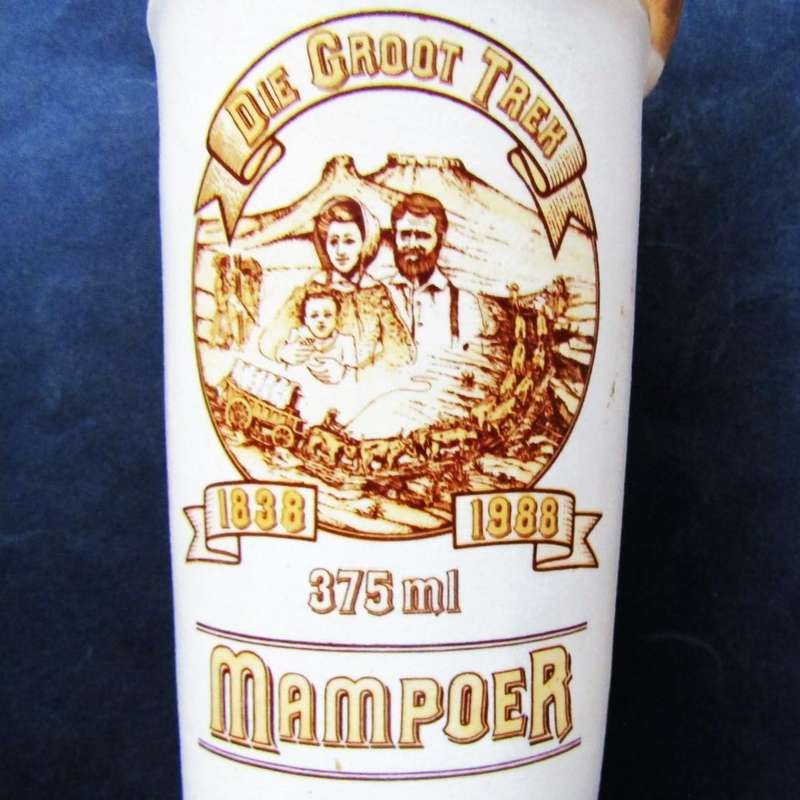 DIE GROOT TREK
1838 1988
375 ml
MAMPOER